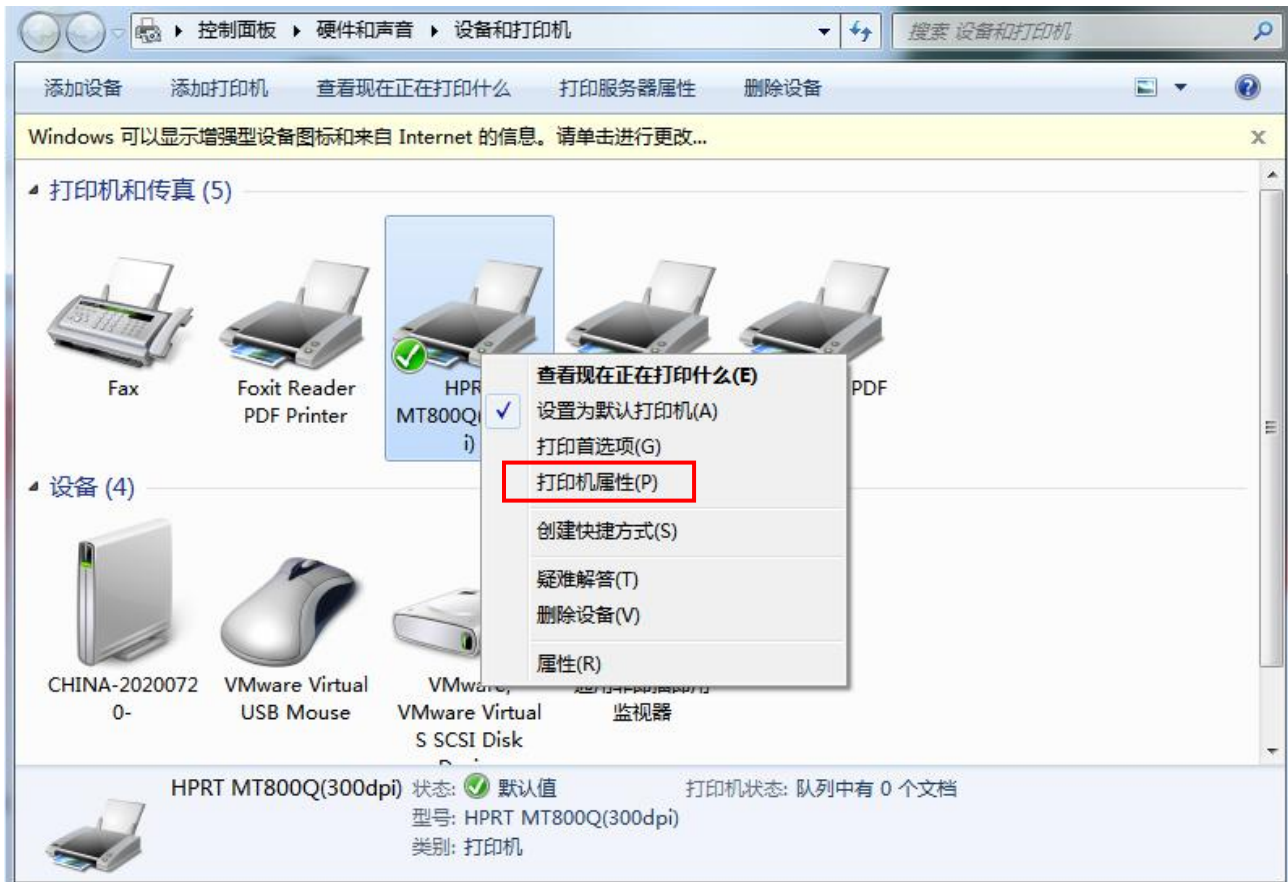 控制面板 ▸ 硬件和声音 ▸ 设备和打印机
搜索 设备和打印机
添加设备 添加打印机 查看现在正在打印什么 打印服务器属性 删除设备
Windows 可以显示增强型设备图标和来自 Internet 的信息。请单击进行更改...
打印机和传真 (5)
Fax
Foxit Reader
PDF Printer
HPR
MT800Q(
i)
PDF
查看现在正在打印什么(E)
设置为默认打印机(A)
打印首选项(G)
打印机属性(P)
创建快捷方式(S)
疑难解答(T)
删除设备(V)
属性(R)
设备 (4)
CHINA-2020072
0-
VMware Virtual
USB Mouse
VMware,
VMware Virtual
S SCSI Disk
监视器
HPRT MT800Q(300dpi) 状态: 默认值 打印机状态: 队列中有 0 个文档
型号: HPRT MT800Q(300dpi)
类别: 打印机